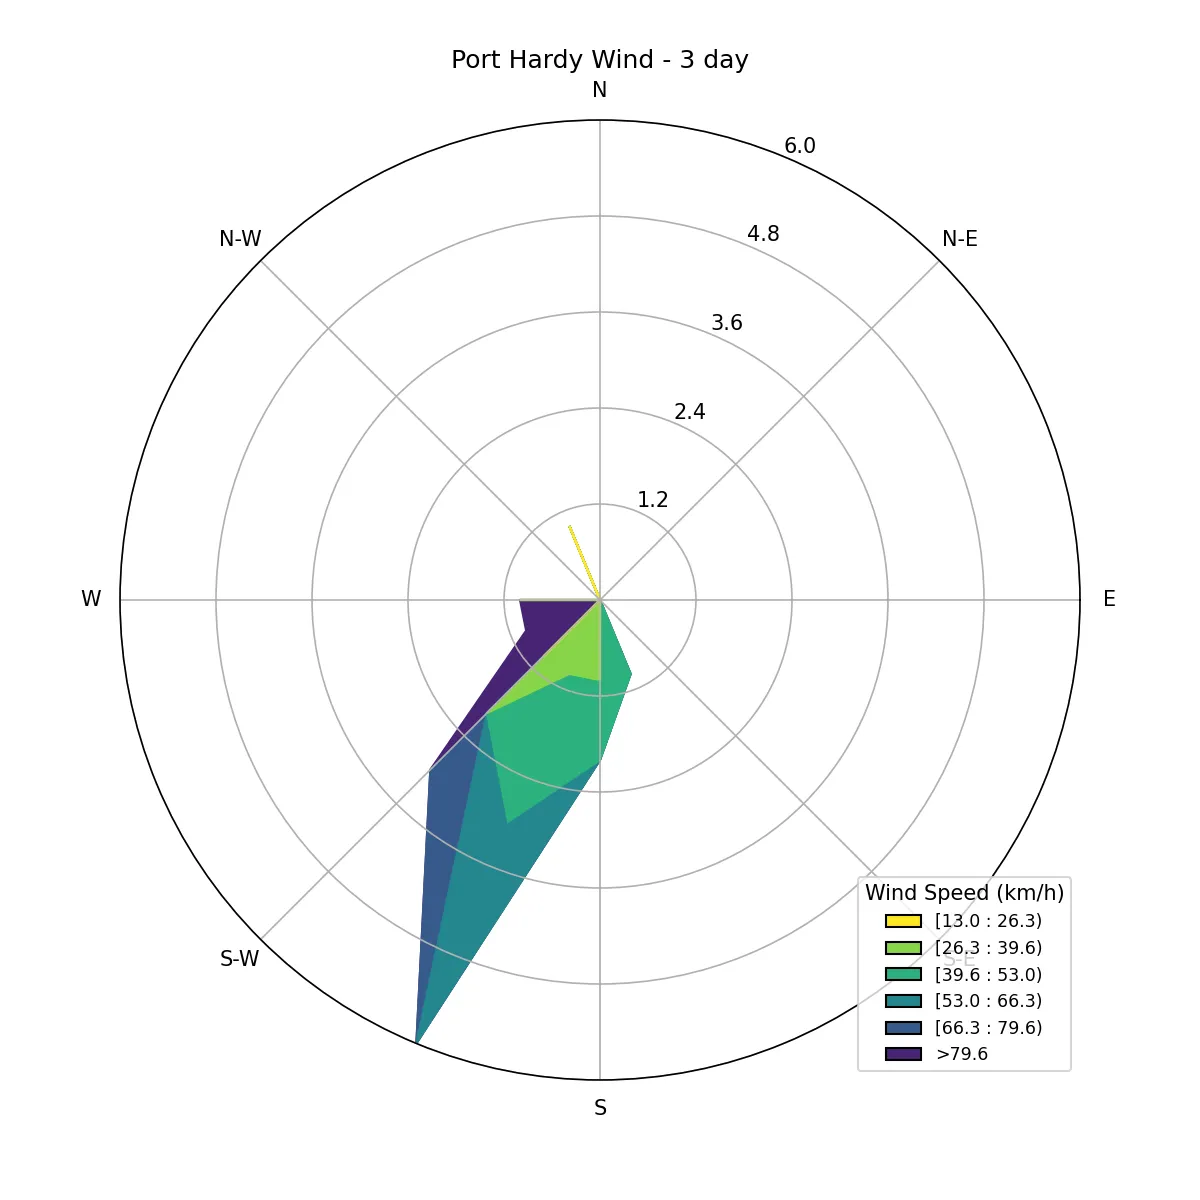 Port Hardy Wind - 3 day
N
6.0
N-W
N-E
4.8
3.6
2.4
1.2
W
E
S-W
S-E
Wind Speed (km/h)
[13.0 : 26.3)
[26.3 : 39.6)
[39.6 : 53.0)
[53.0 : 66.3)
[66.3 : 79.6)
>79.6
S